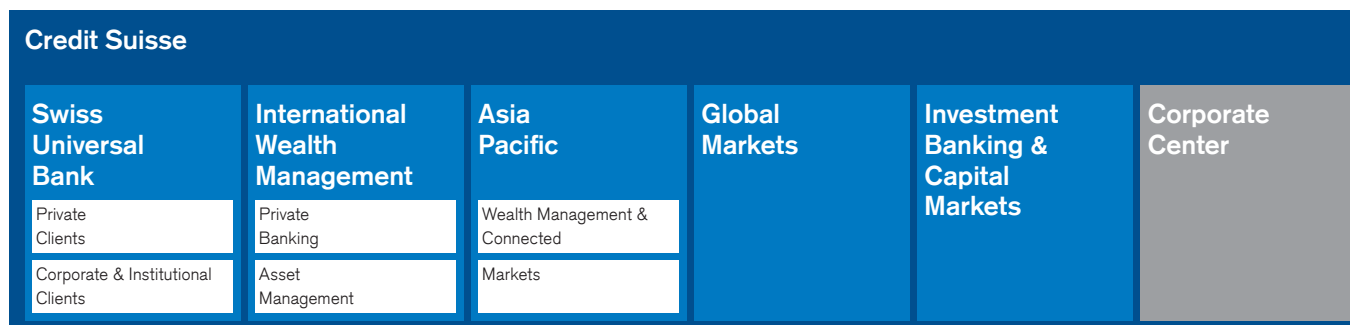 Credit Suisse
Swiss
Universal
Bank
Private
Clients
Corporate & Institutional
Clients
International
Wealth
Management
Private
Banking
Asset
Management
Asia
Pacific
Wealth Management &
Connected
Markets
Global
Markets
Investment
Banking &
Capital
Markets
Corporate
Center